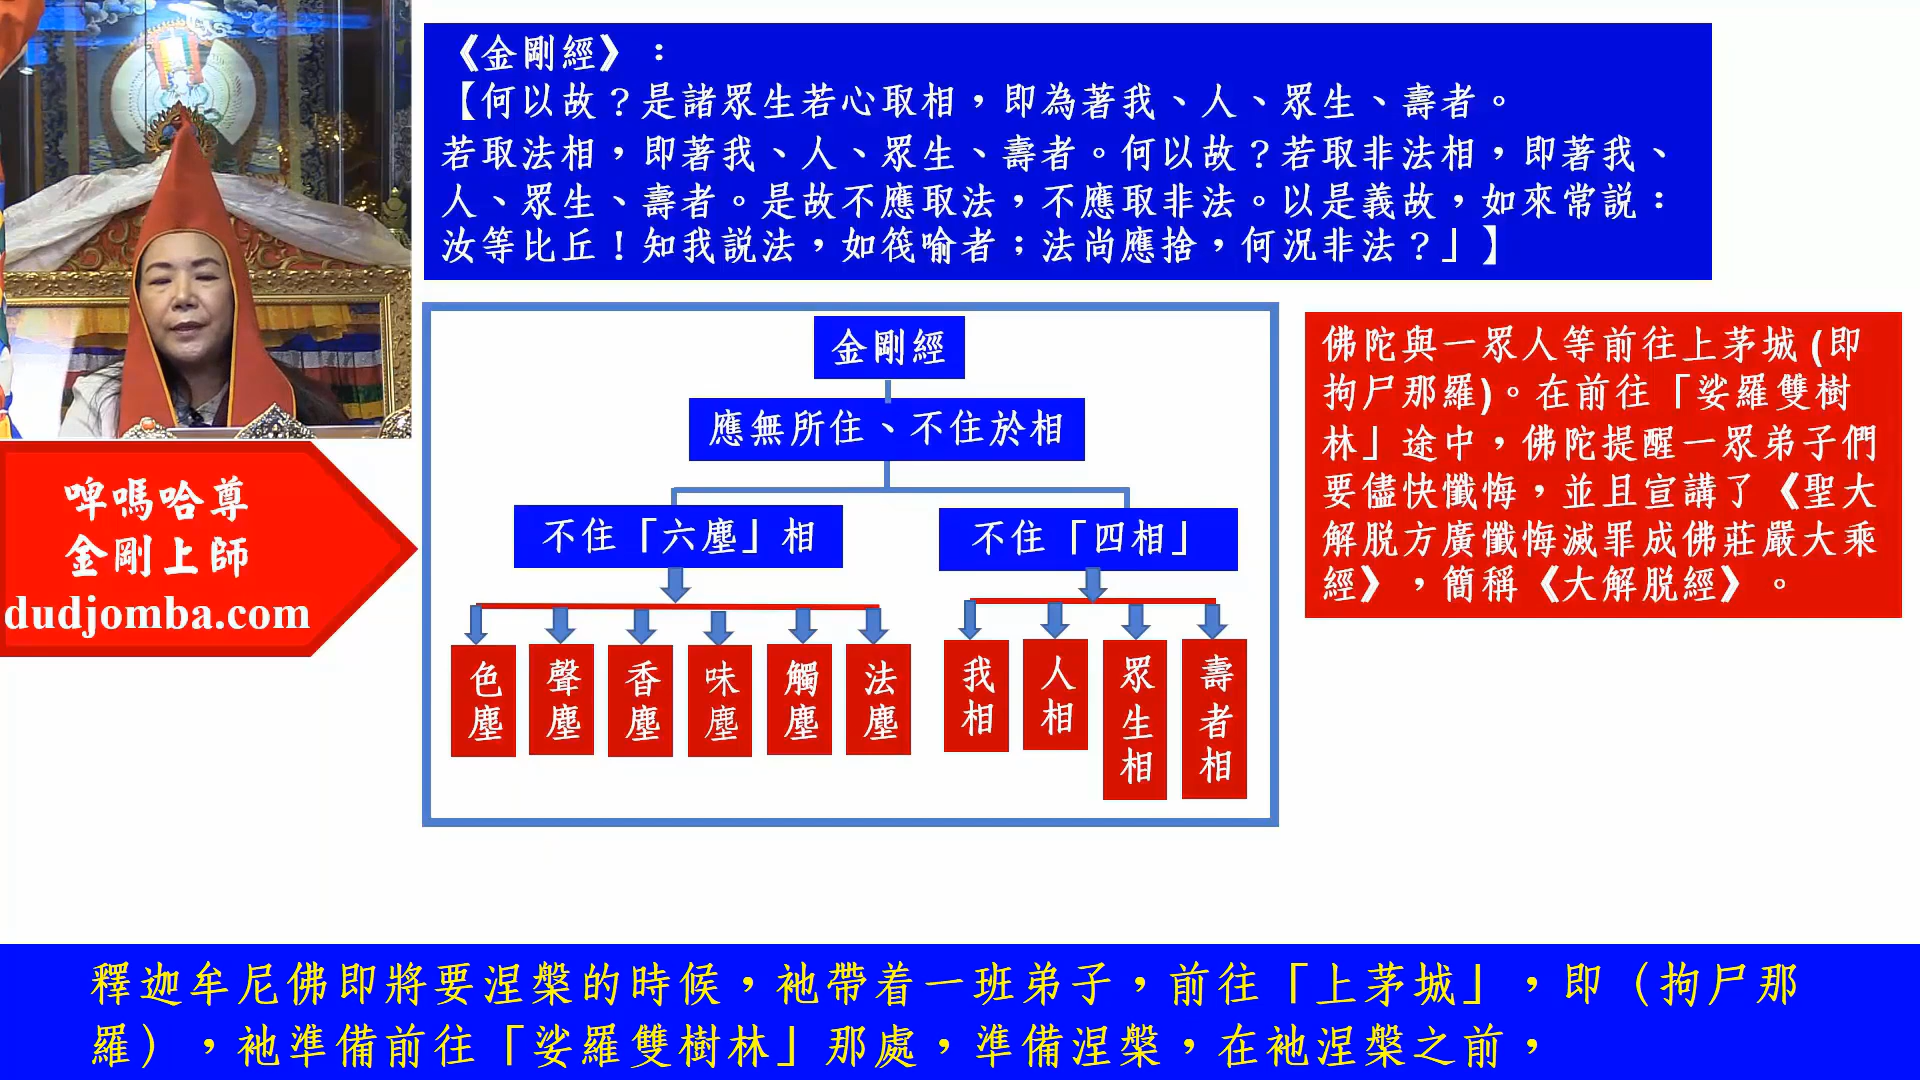 《金剛經》：
【何以故？是諸眾生若心取相，即為著我、人、眾生、壽者。
若取法相，即著我、人、眾生、壽者。何以故？若取非法相，即著我、
人、眾生、壽者。是故不應取法，不應取非法。以是義故，如來常説：
汝等比丘！知我説法，如筏喻者；法尚應捨，何況非法？」】
金剛經
應無所住、不住於相
不住「六塵」相
不住「四相」
色塵
聲塵
香塵
味塵
觸塵
法塵
我相
人相
眾生相
壽者相
佛陀與一眾人等前往上茅城(即
拘尸那羅)。在前往「娑羅雙樹
林」途中，佛陀提醒一眾弟子們
要儘快懺悔，並且宣講了《聖大
解脱方廣懺悔滅罪成佛莊嚴大乘
經》，簡稱《大解脱經》。
啤嗎哈尊
金剛上師
dudjomba.com
釋迦牟尼佛即將要涅槃的時候，祂帶着一班弟子，前往「上茅城」，即（拘尸那
羅），祂準備前往「娑羅雙樹林」那處，準備涅槃，在祂涅槃之前，